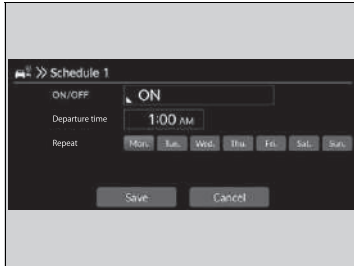 >> Schedule 1
ON/OFF ON
Departure time 1:00 AM
Repeat Mon. Tue. Wed. Thu. Fri. Sat. Sun.
Save Cancel